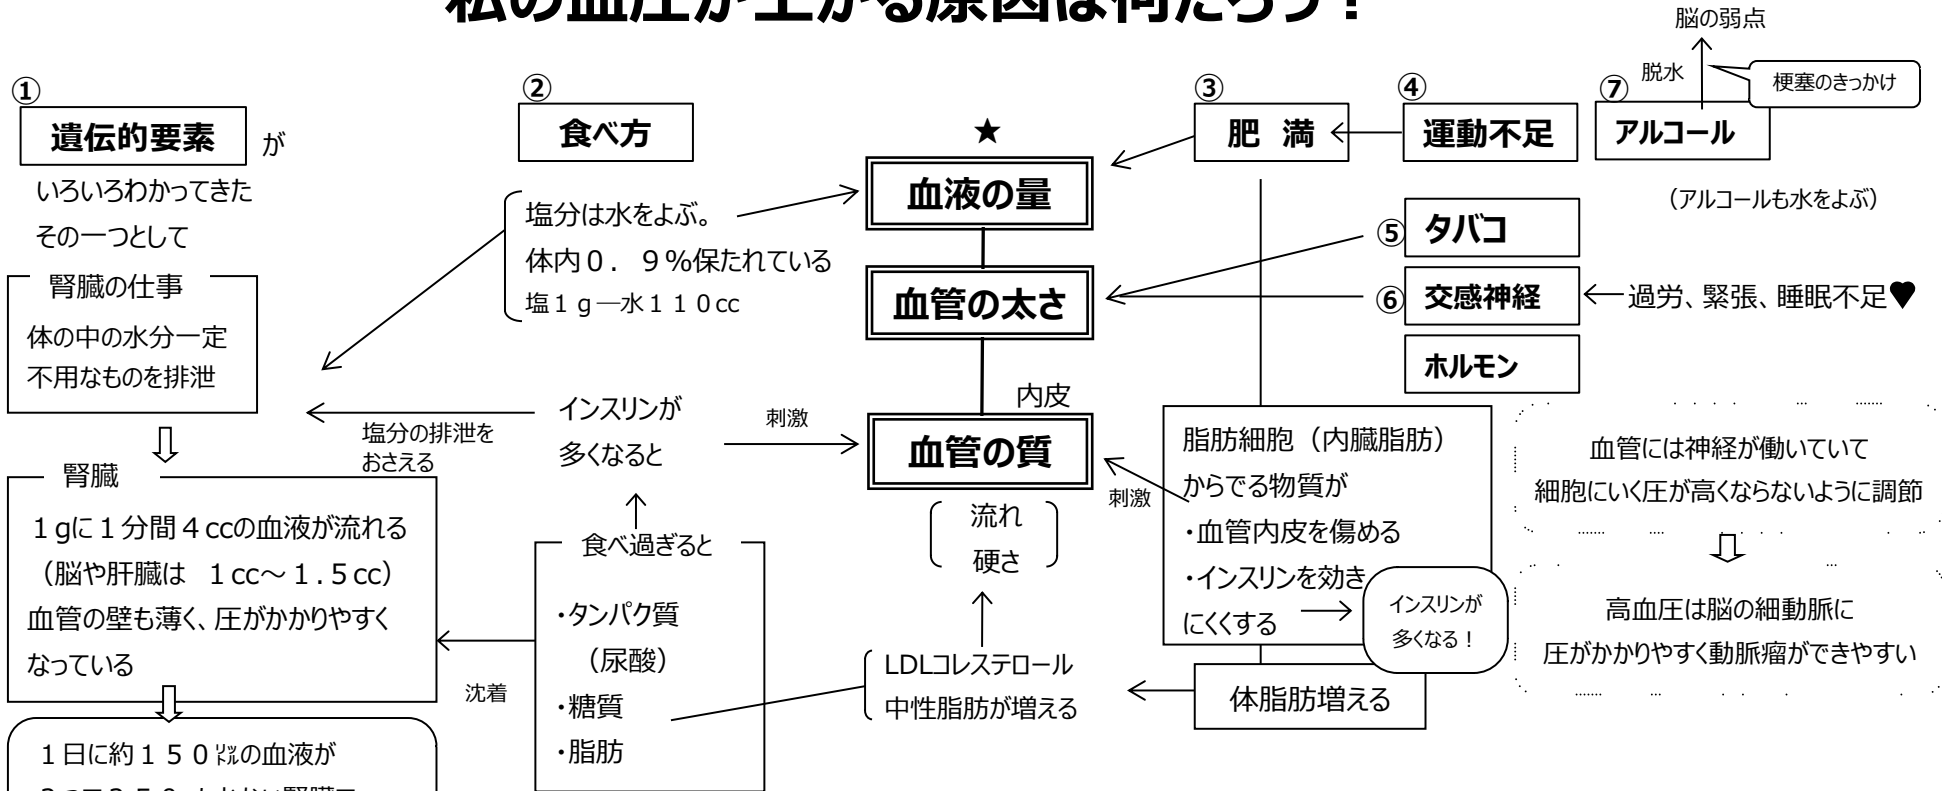 私の血圧が上がる原因は何だろう？
①
遺伝的要素
が
いろいろわかってきた
その一つとして
腎臓の仕事
体の中の水分一定
不用なものを排泄
腎臓
１gに１分間４ccの血液が流れる
（脳や肝臓は　１cc～１.５cc）
血管の壁も薄く、圧がかかりやすく
なっている
１日に約１５０㍑の血液が
②
食べ方
塩分は水をよぶ。
体内０．９％保たれている
塩１ｇ―水１１０cc
塩分の排泄を
おさえる
インスリンが
多くなると
刺激
食べ過ぎると
・タンパク質
（尿酸）
・糖質
・脂肪
沈着
★
血液の量
血管の太さ
内皮
血管の質
流れ
硬さ
LDLコレステロール
中性脂肪が増える
③
肥　満
④
運動不足
⑦
アルコール
脳の弱点
脱水
梗塞のきっかけ
（アルコールも水をよぶ）
⑤
タバコ
⑥
交感神経
過労、緊張、睡眠不足♥
ホルモン
脂肪細胞（内臓脂肪）
からでる物質が
・血管内皮を傷める
・インスリンを効き
にくくする
刺激
インスリンが
多くなる！
体脂肪増える
血管には神経が働いていて
細胞にいく圧が高くならないように調節
高血圧は脳の細動脈に
圧がかかりやすく動脈瘤ができやすい